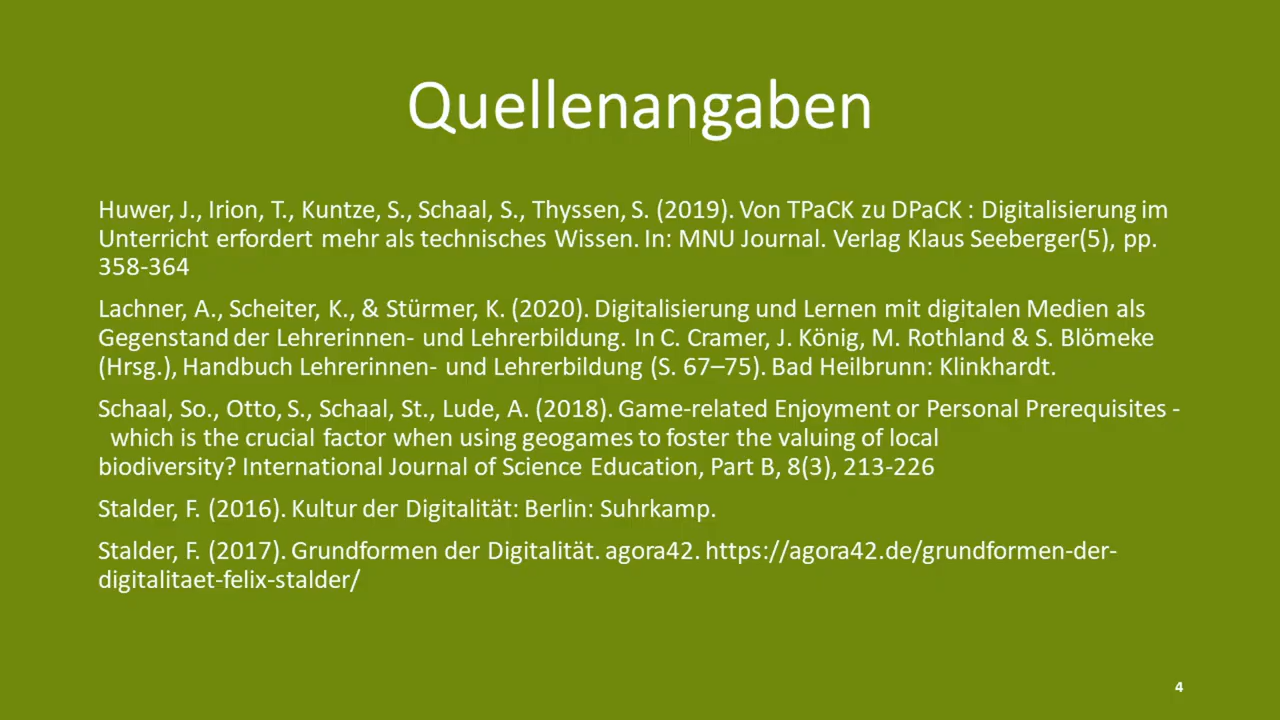 Quellenangaben
Huwer, J., Irion, T., Kuntze, S., Schaal, S., Thyssen, S. (2019). Von TPaCK zu DPaCK : Digitalisierung im
Unterricht erfordert mehr als technisches Wissen. In: MNU Journal. Verlag Klaus Seeberger(5), pp.
358-364
Lachner, A., Scheiter, K., & Stürmer, K. (2020). Digitalisierung und Lernen mit digitalen Medien als
Gegenstand der Lehrerinnen- und Lehrerbildung. In C. Cramer, J. König, M. Rothland & S. Blömeke
(Hrsg.), Handbuch Lehrerinnen- und Lehrerbildung (S. 67–75). Bad Heilbrunn: Klinkhardt.
Schaal, So., Otto, S., Schaal, St., Lude, A. (2018). Game-related Enjoyment or Personal Prerequisites -
which is the crucial factor when using geogames to foster the valuing of local
biodiversity? International Journal of Science Education, Part B, 8(3), 213-226
Stalder, F. (2016). Kultur der Digitalität: Berlin: Suhrkamp.
Stalder, F. (2017). Grundformen der Digitalität. agora42. https://agora42.de/grundformen-der-
digitalitaet-felix-stalder/
4